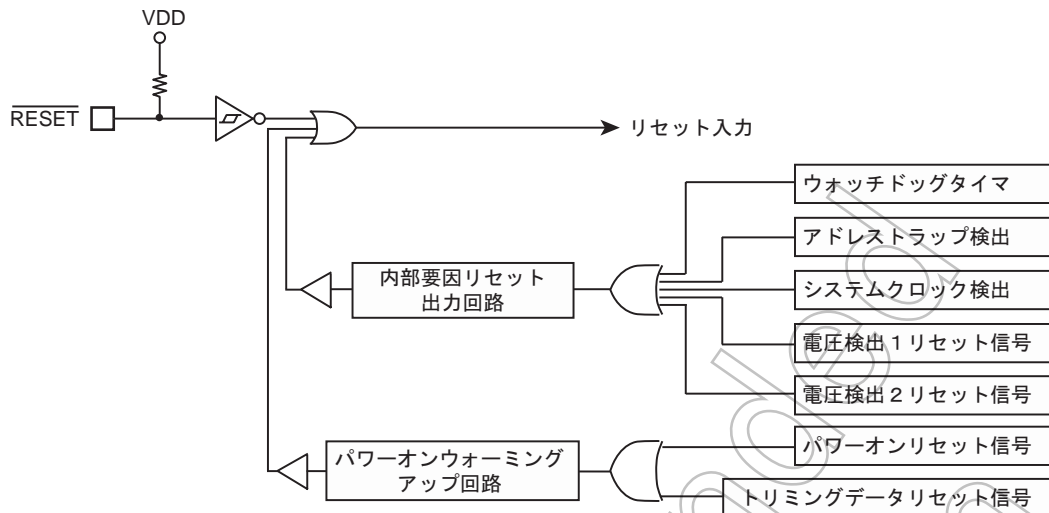 VDD
RESET
リセット入力
ウォッチドッグタイマ
アドレストラップ検出
内部要因リセット
出力回路
システムクロック検出
電圧検出1リセット信号
電圧検出2リセット信号
パワーオンウォーミング
アップ回路
パワーオンリセット信号
トリミングデータリセット信号